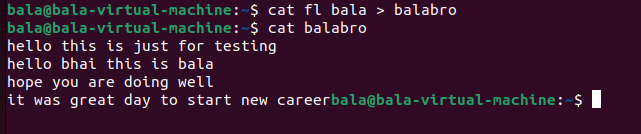 bala@bala-virtual-machine:~$ cat fl bala > balabro
bala@bala-virtual-machine:~$ cat balabro
hello this is just for testing
hello bhai this is bala
hope you are doing well
it was great day to start new careerbala@bala-virtual-machine:~$